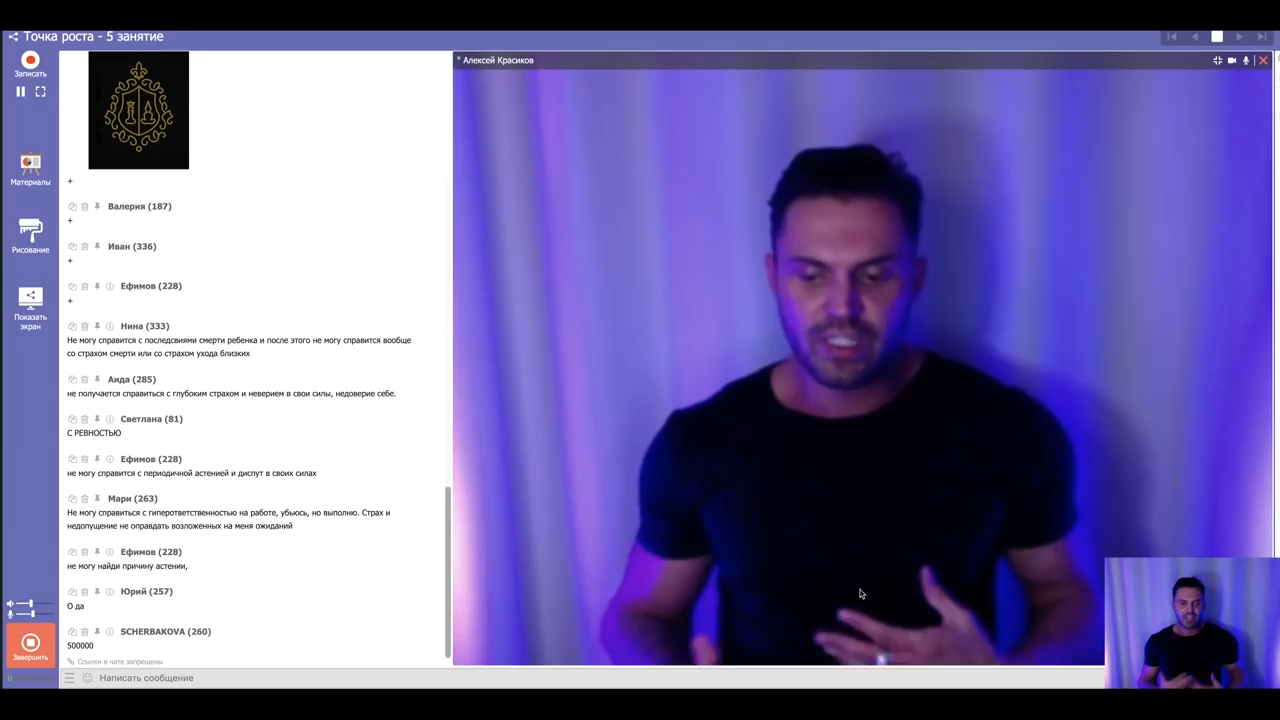 Точка роста - 5 занятие
Записать
Материалы
Рисование
Показать
экран
Завершить
+
Валерия (187)
+
Иван (336)
+
Ефимов (228)
+
Нина (333)
Не могу справится с последсвиями смерти ребенка и после этого не могу справится вообще
со страхом смерти или со страхом ухода близких
Аида (285)
не получается справиться с глубоким страхом и неверием в свои силы, недоверие себе.
Светлана (81)
С РЕВНОСТЬЮ
Ефимов (228)
не могу справится с периодичной астенией и диспут в своих силах
Мари (263)
Не могу справиться с гиперответственностью на работе, убьюсь, но выполню. Страх и
недопущение не оправдать возложенных на меня ожиданий
Ефимов (228)
не могу найди причину астении,
Юрий (257)
О да
SCHERBAKOVA (260)
500000
Ссылки в чате запрещены
Написать сообщение
Алексей Красиков